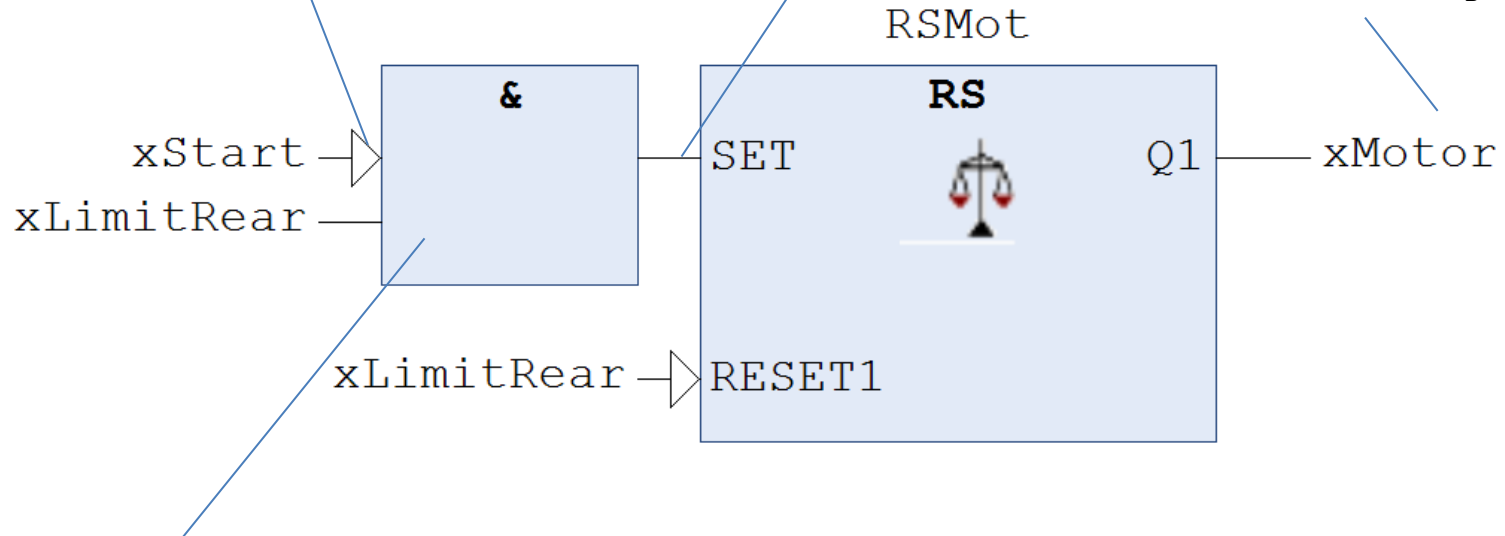 RSMot
&
RS
xStart
SET
Q1
xMotor
xLimitRear
xLimitRear
RESET1